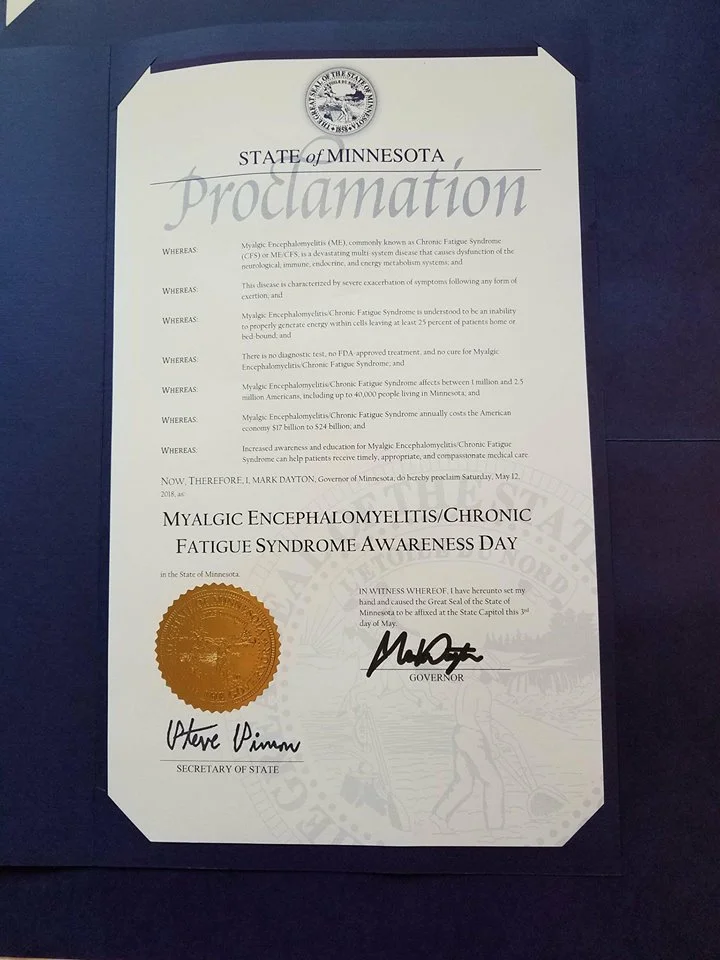 THE GREAT SEAL OF THE STATE OF MINNESOTA
1858
STATE of MINNESOTA
Proclamation
WHEREAS: Myalgic Encephalomyelitis (ME), commonly known as Chronic Fatigue Syndrome
(CFS) or ME/CFS, is a devastating multi-system disease that causes dysfunction of the
neurological, immune, endocrine, and energy metabolism systems; and
WHEREAS: This disease is characterized by severe exacerbation of symptoms following any form of
exertion; and
WHEREAS: Myalgic Encephalomyelitis/Chronic Fatigue Syndrome is understood to be an inability
to properly generate energy within cells leaving at least 25 percent of patients home or
bed-bound; and
WHEREAS: There is no diagnostic test, no FDA-approved treatment, and no cure for Myalgic
Encephalomyelitis/Chronic Fatigue Syndrome; and
WHEREAS: Myalgic Encephalomyelitis/Chronic Fatigue Syndrome affects between 1 million and 2.5
million Americans, including up to 40,000 people living in Minnesota; and
WHEREAS: Myalgic Encephalomyelitis/Chronic Fatigue Syndrome annually costs the American
economy $17 billion to $24 billion; and
WHEREAS: Increased awareness and education for Myalgic Encephalomyelitis/Chronic Fatigue
Syndrome can help patients receive timely, appropriate, and compassionate medical care.
NOW, THEREFORE, I, MARK DAYTON, Governor of Minnesota, do hereby proclaim Saturday, May 12,
2018, as:
MYALGIC ENCEPHALOMYELITIS/CHRONIC
FATIGUE SYNDROME AWARENESS DAY
in the State of Minnesota.
IN WITNESS WHEREOF, I have hereunto set my
hand and caused the Great Seal of the State of
Minnesota to be affixed at the State Capitol this 3rd
day of May.
Mark Dayton
GOVERNOR
Steve Simon
SECRETARY OF STATE